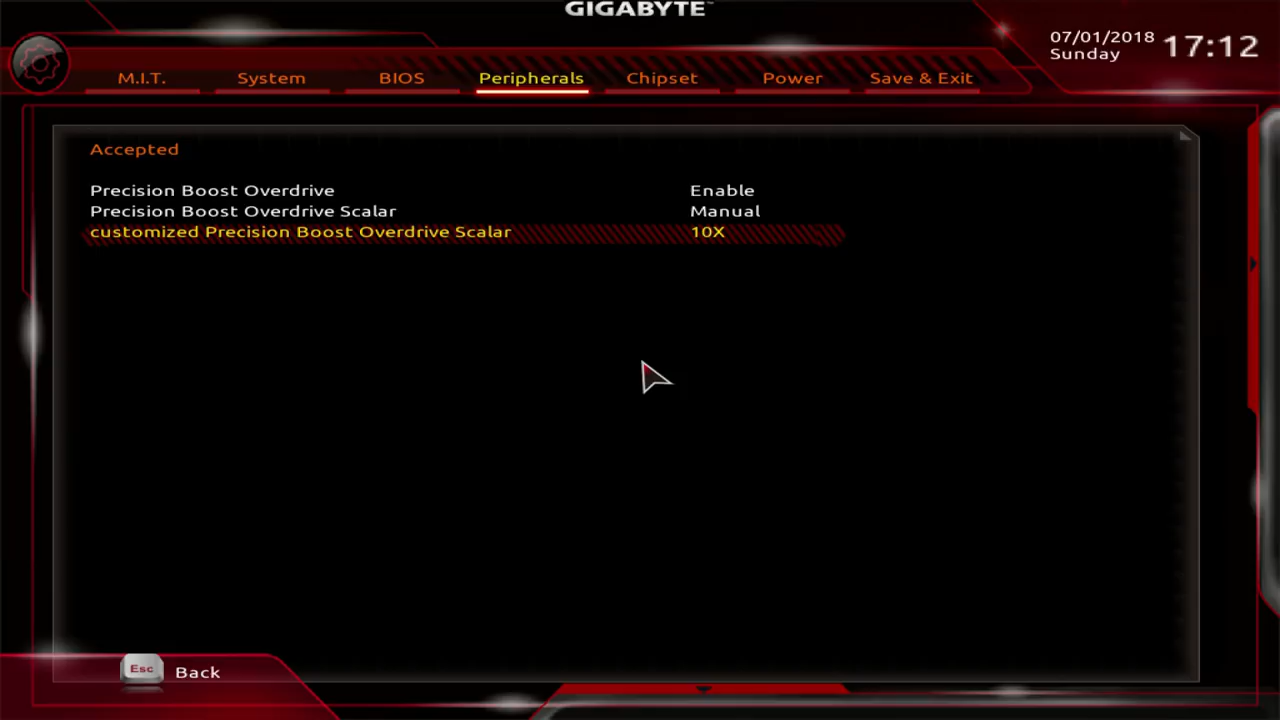 GIGABYTE™
07/01/2018
Sunday
17:12
M.I.T. System BIOS Peripherals Chipset Power Save & Exit
Accepted
Precision Boost Overdrive Enable
Precision Boost Overdrive Scalar Manual
customized Precision Boost Overdrive Scalar 10X
Esc Back